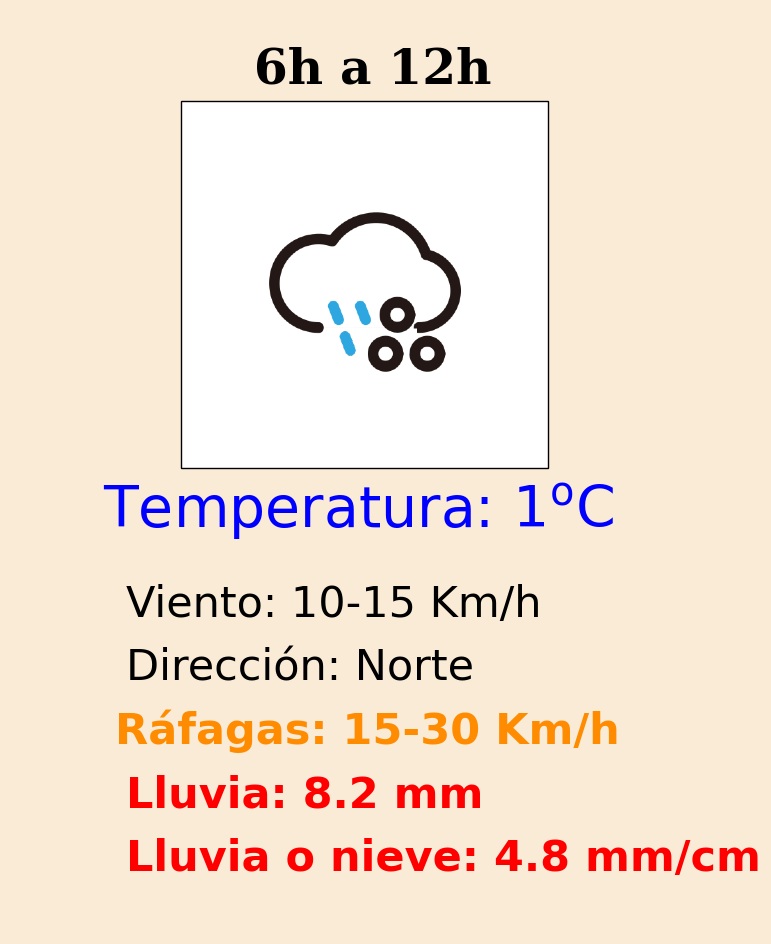 6h a 12h
Temperatura: 1ºC
Viento: 10-15 Km/h
Dirección: Norte
Ráfagas: 15-30 Km/h
Lluvia: 8.2 mm
Lluvia o nieve: 4.8 mm/cm